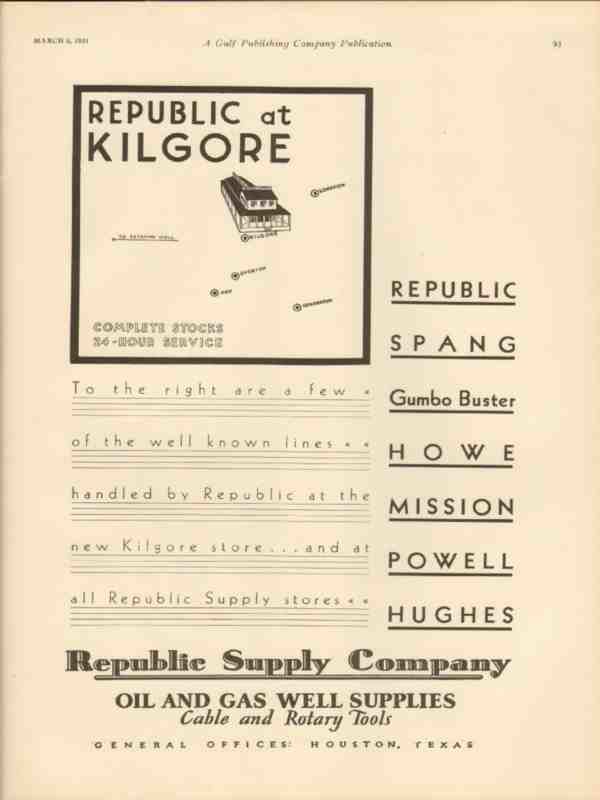 MARCH 6, 1931
A Gulf Publishing Company Publication
93
REPUBLIC at
KILGORE
LONGVIEW
KILGORE
OVERTON
HENDERSON
COMPLETE STOCKS
24-HOUR SERVICE
REPUBLIC
SPANG
Gumbo Buster
HOWE
MISSION
POWELL
HUGHES
To the right are a few «
of the well known lines « «
handled by Republic at the
new Kilgore store...and at
all Republic Supply stores « «
Republic Supply Company
OIL AND GAS WELL SUPPLIES
Cable and Rotary Tools
GENERAL OFFICES: HOUSTON, TEXAS